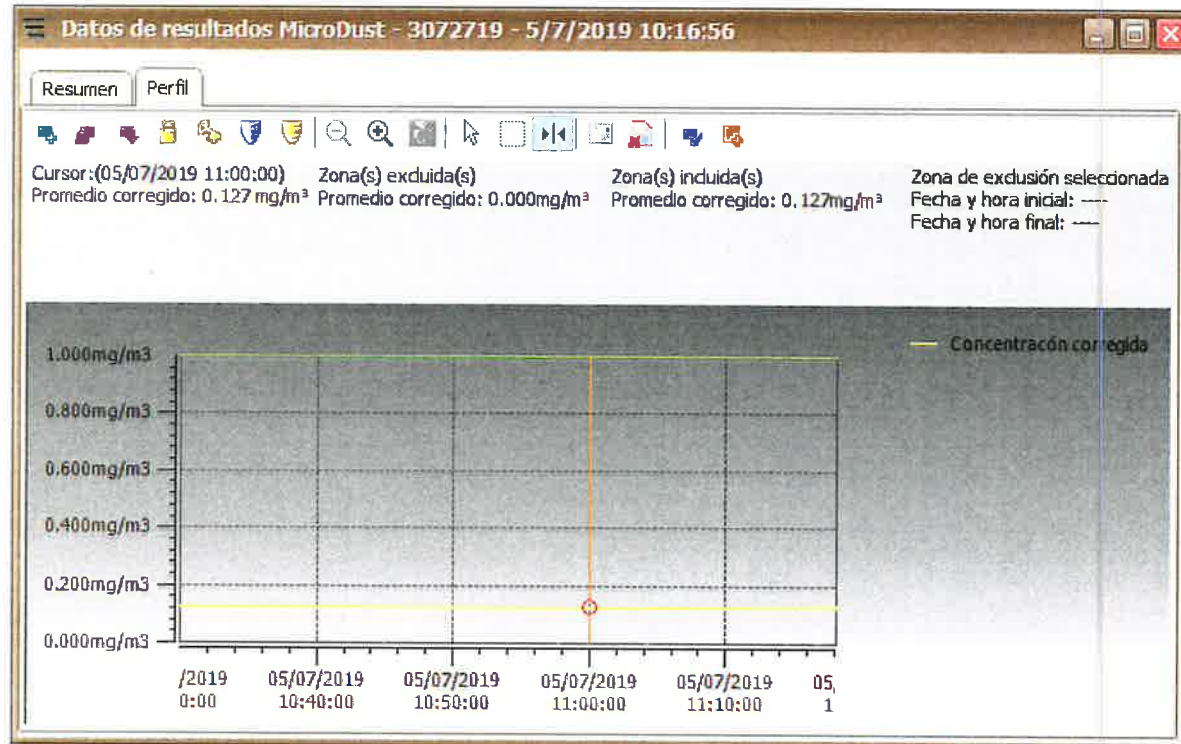 Datos de resultados MicroDust - 3072719 - 5/7/2019 10:16:56
Resumen Perfil
Cursor:(05/07/2019 11:00:00) Zona(s) excluida(s) Zona(s) incluida(s) Zona de exclusión seleccionada
Promedio corregido: 0.127 mg/m³ Promedio corregido: 0.000mg/m³ Promedio corregido: 0.127mg/m³ Fecha y hora inicial: ----
Fecha y hora final: ----
Concentracón corregida
1.000mg/m3
0.800mg/m3
0.600mg/m3
0.400mg/m3
0.200mg/m3
0.000mg/m3
/2019 05/07/2019 05/07/2019 05/07/2019 05/07/2019 05,
0:00 10:40:00 10:50:00 11:00:00 11:10:00 1